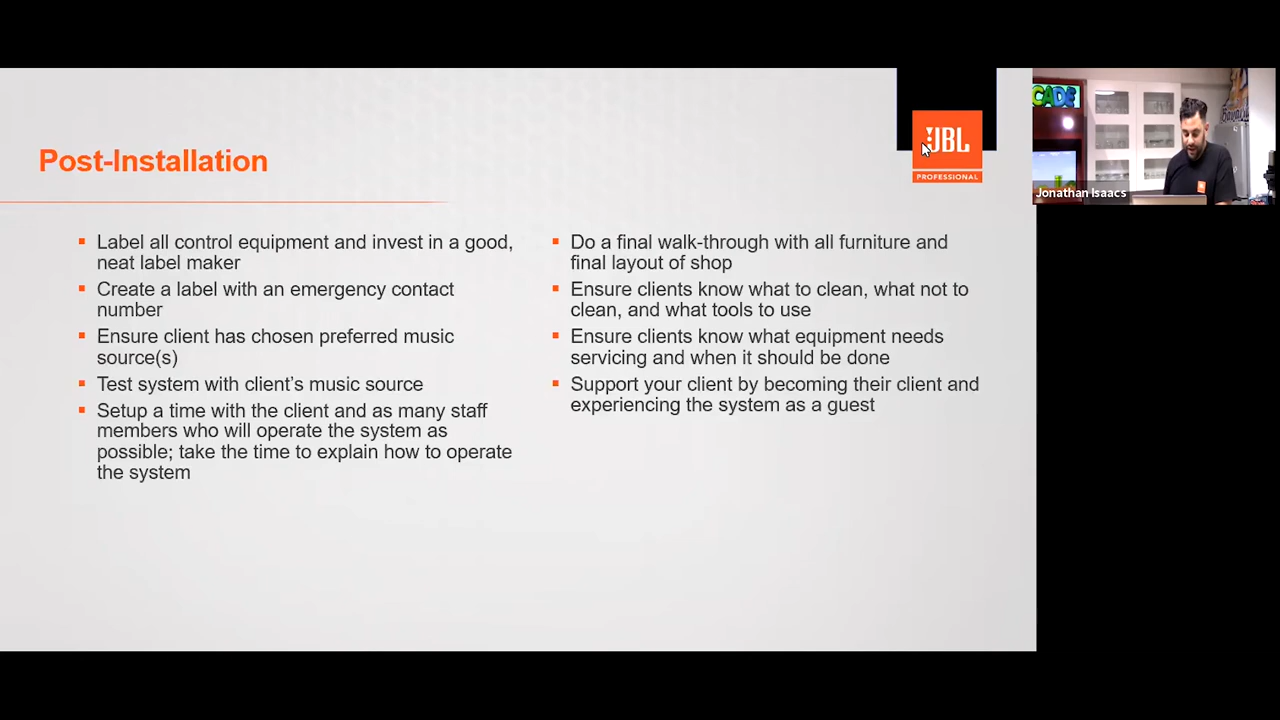 Post-Installation
Label all control equipment and invest in a good,
neat label maker
Create a label with an emergency contact
number
Ensure client has chosen preferred music
source(s)
Test system with client's music source
Setup a time with the client and as many staff
members who will operate the system as
possible; take the time to explain how to operate
the system
Do a final walk-through with all furniture and
final layout of shop
Ensure clients know what to clean, what not to
clean, and what tools to use
Ensure clients know what equipment needs
servicing and when it should be done
Support your client by becoming their client and
experiencing the system as a guest
JBL
PROFESSIONAL
CADE
Jonathan Isaacs